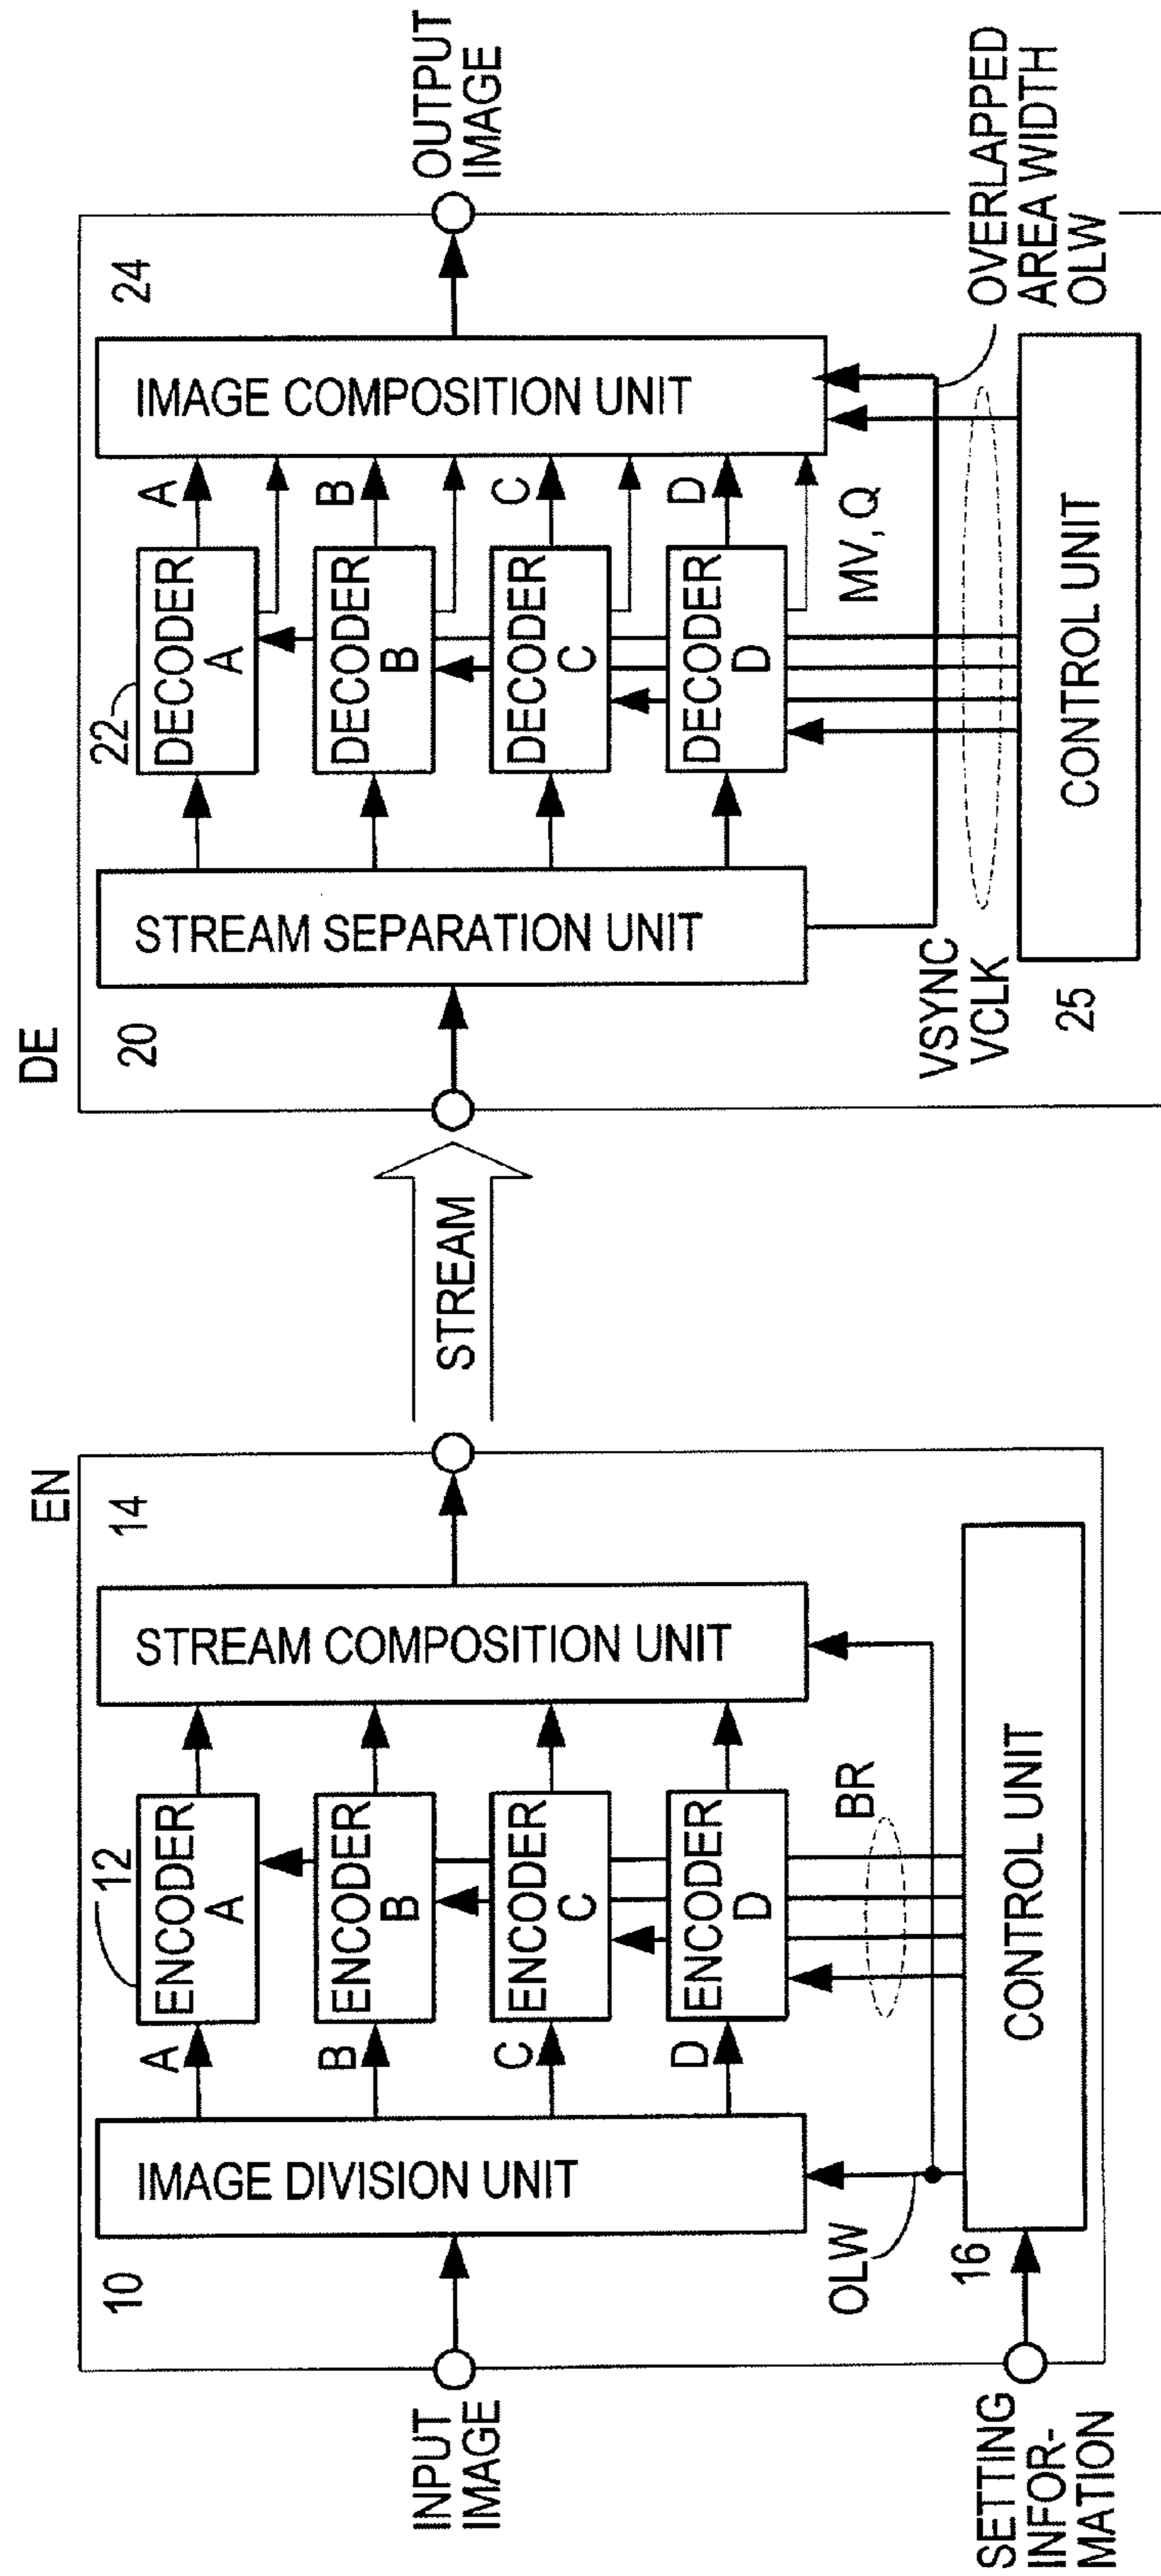 EN
DE
INPUT
IMAGE
10
IMAGE DIVISION UNIT
A
B
C
D
12
ENCODER
A
ENCODER
B
ENCODER
C
ENCODER
D
14
STREAM COMPOSITION UNIT
OLW
BR
SETTING
INFOR-
MATION
16
CONTROL UNIT
STREAM
20
STREAM SEPARATION UNIT
22
DECODER
A
DECODER
B
DECODER
C
DECODER
D
A
B
C
D
MV, Q
24
IMAGE COMPOSITION UNIT
OUTPUT
IMAGE
VSYNC
VCLK
OVERLAPPED
AREA WIDTH
OLW
25
CONTROL UNIT